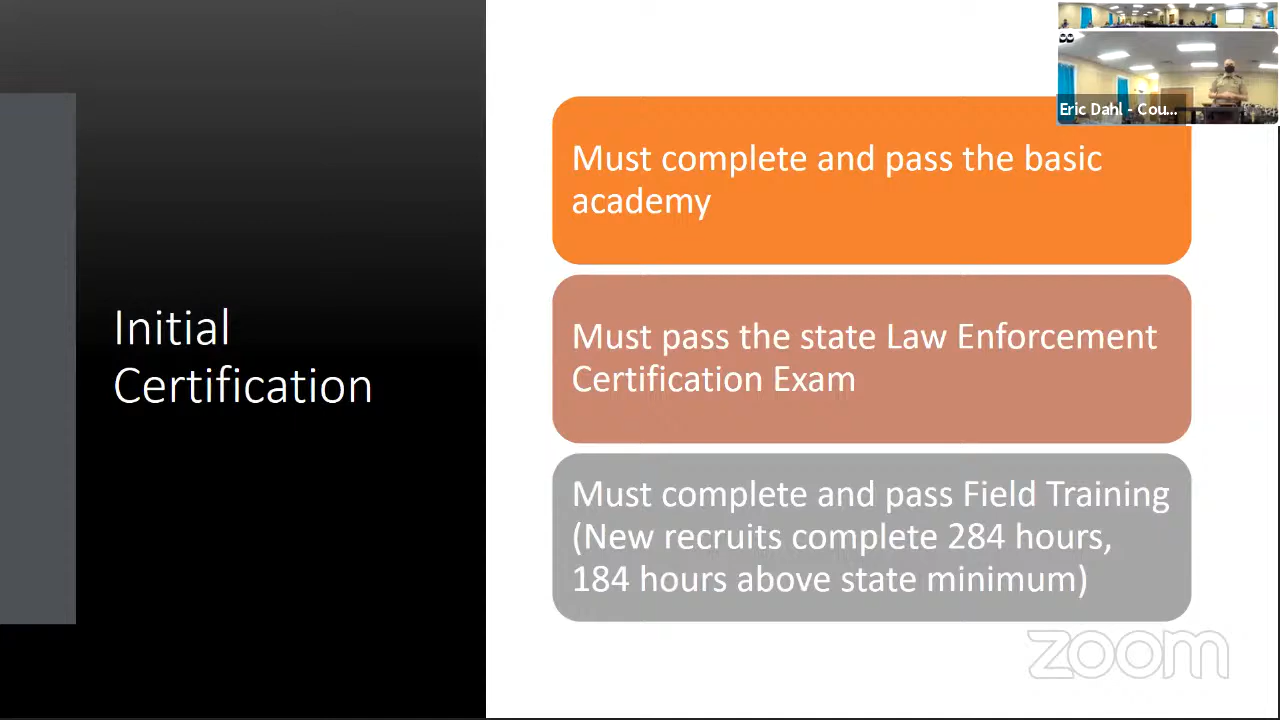 Initial
Certification
Must complete and pass the basic
academy
Must pass the state Law Enforcement
Certification Exam
Must complete and pass Field Training
(New recruits complete 284 hours,
184 hours above state minimum)
Eric Dahl - Cou...
zoom